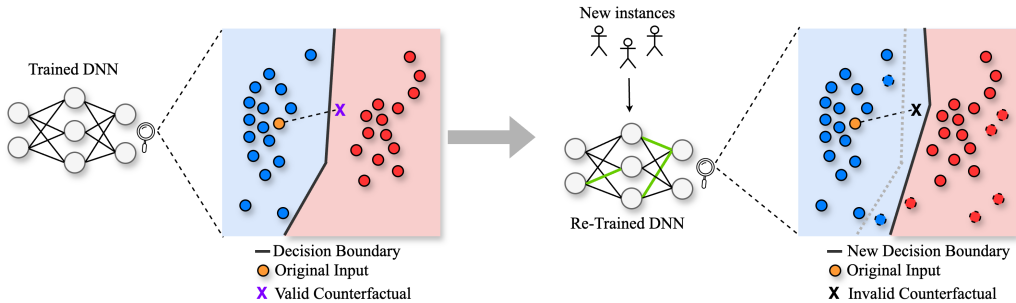 New instances
Trained DNN
X
X
Re-Trained DNN
Decision Boundary
Original Input
X Valid Counterfactual
New Decision Boundary
Original Input
X Invalid Counterfactual